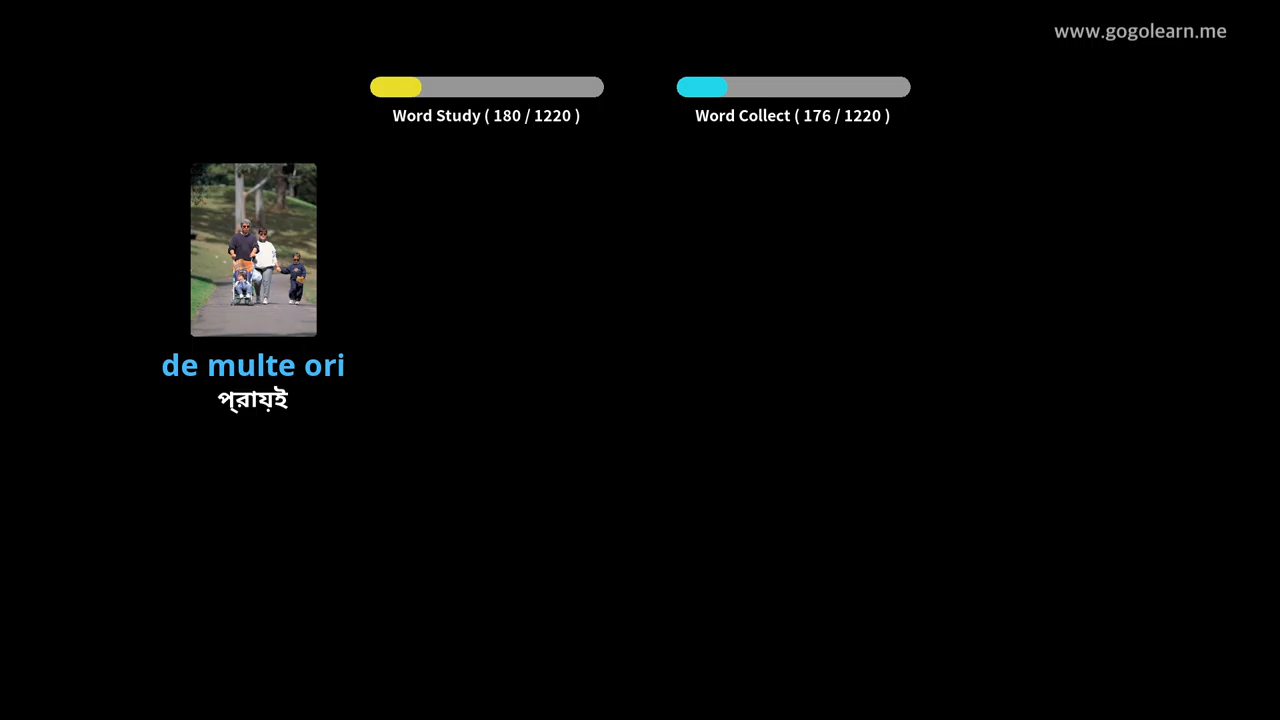 www.gogolearn.me
Word Study ( 180 / 1220 )
Word Collect ( 176 / 1220 )
de multe ori
প্রায়ই